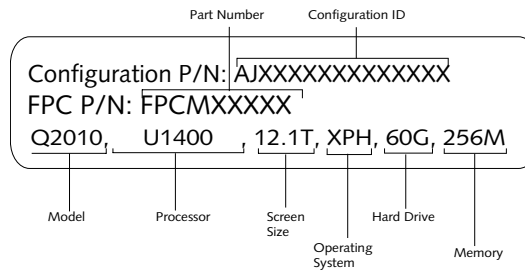 Part Number Configuration ID
Configuration P/N: AJXXXXXXXXXXXXX
FPC P/N: FPCMXXXXX
Q2010, U1400 , 12.1T, XPH, 60G, 256M
Model Processor Screen Size Hard Drive
Operating System Memory